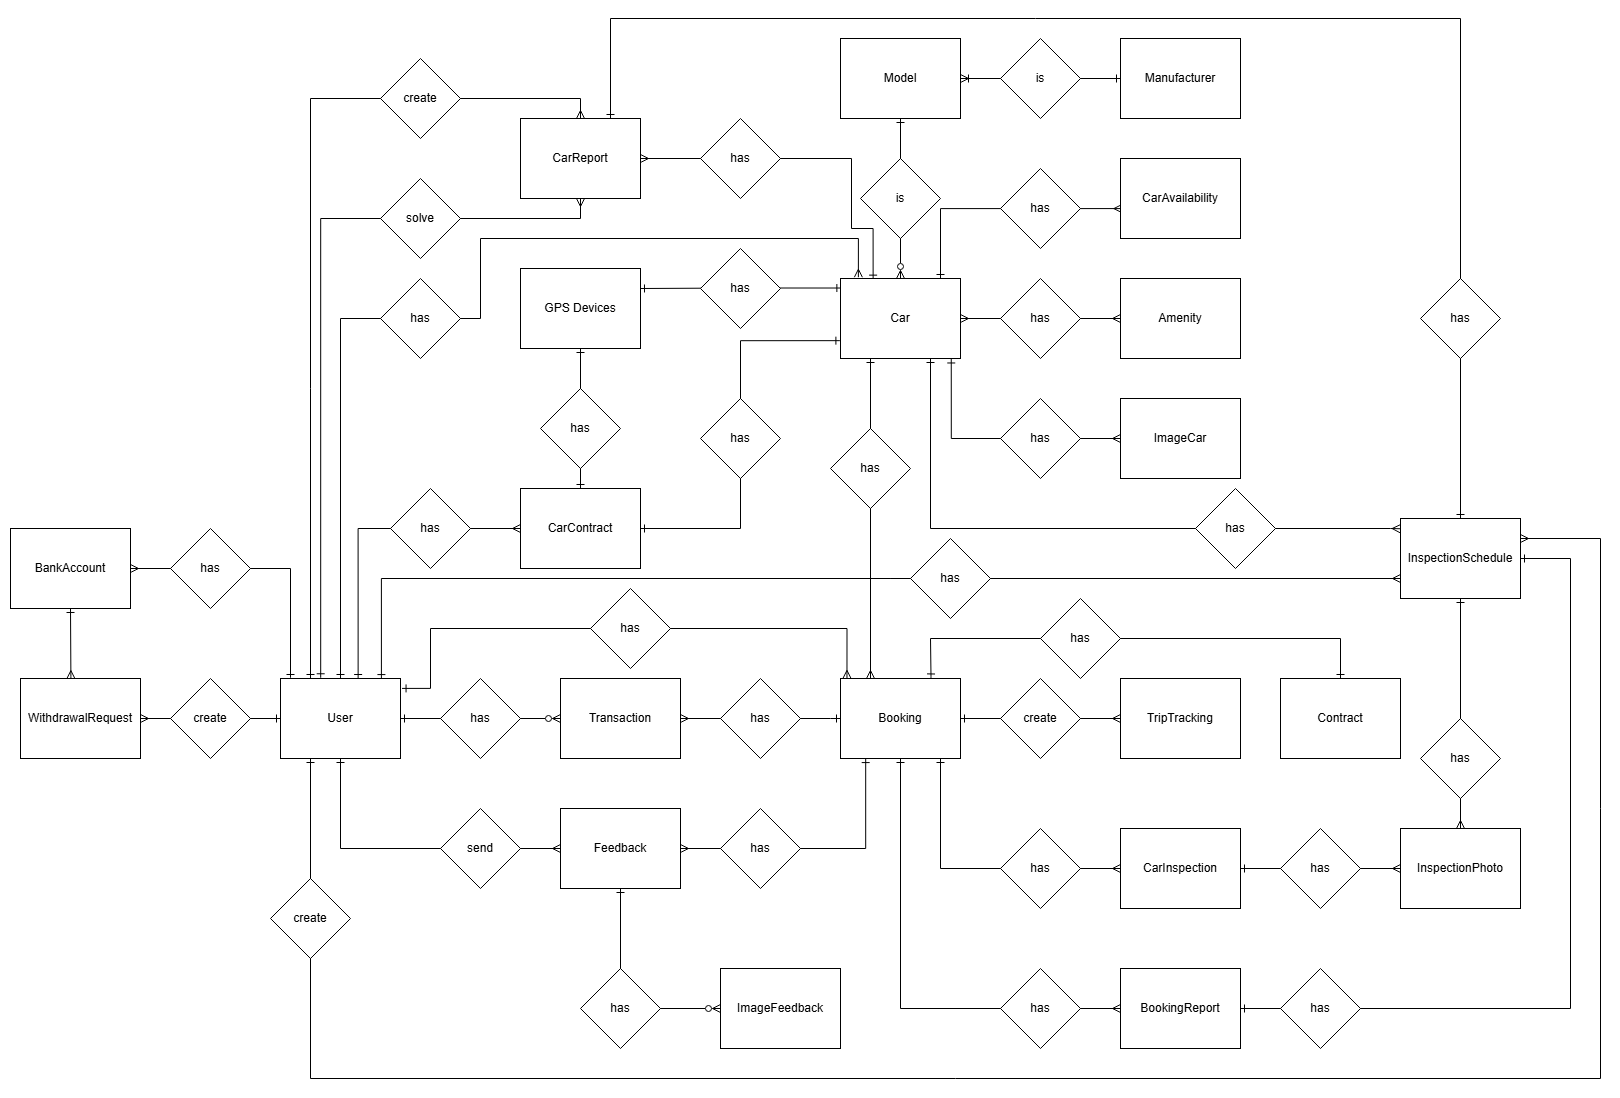 Model
is
Manufacturer
create
CarReport
has
is
CarAvailability
has
solve
GPS Devices
has
has
Car
has
Amenity
has
has
has
has
has
ImageCar
BankAccount
has
has
CarContract
has
InspectionSchedule
has
has
has
WithdrawalRequest
create
User
has
Transaction
has
Booking
create
TripTracking
Contract
has
send
Feedback
has
has
CarInspection
has
InspectionPhoto
create
has
ImageFeedback
has
BookingReport
has